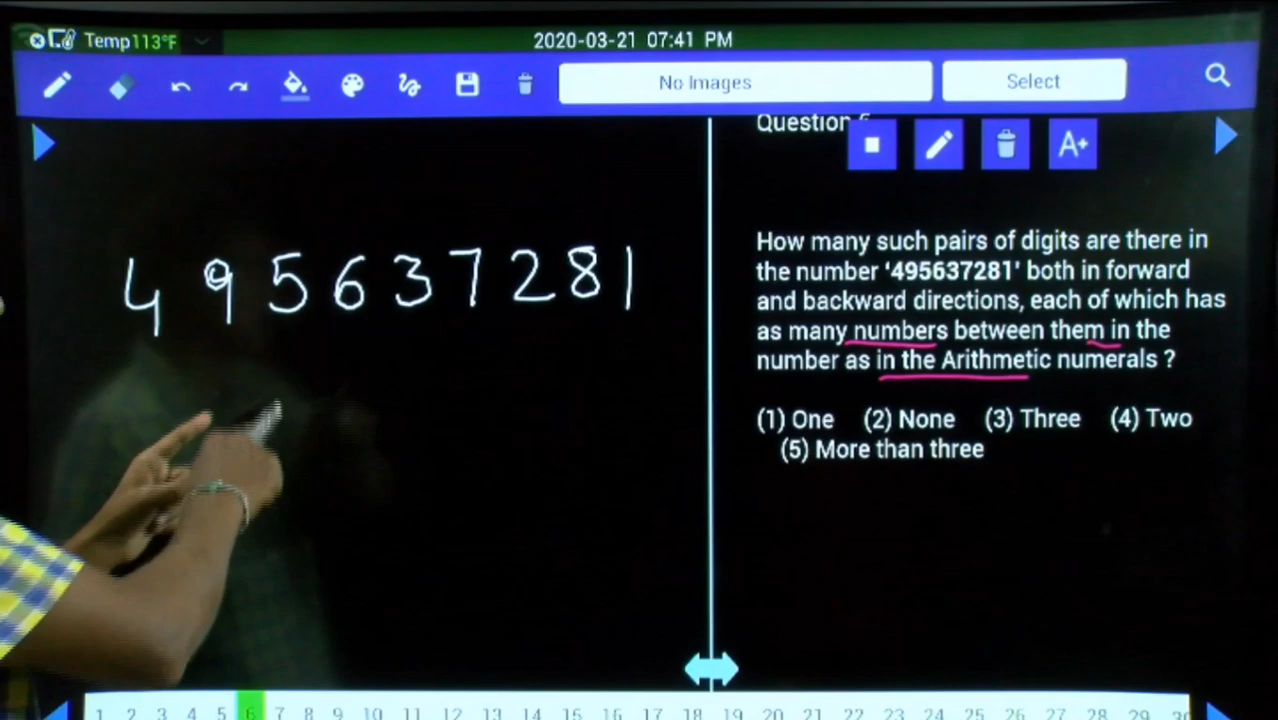 Temp 113°F
2020-03-21 07:41 PM
No Images
Select
Question
A+
4 9 5 6 3 7 2 8 1
How many such pairs of digits are there in
the number ‘495637281’ both in forward
and backward directions, each of which has
as many numbers between them in the
number as in the Arithmetic numerals ?
(1) One (2) None (3) Three (4) Two
(5) More than three
1 2 3 4 5 6 7 8 9 10 11 12 13 14 15 16 17 18 19 20 21 22 23 24 25 26 27 28 29